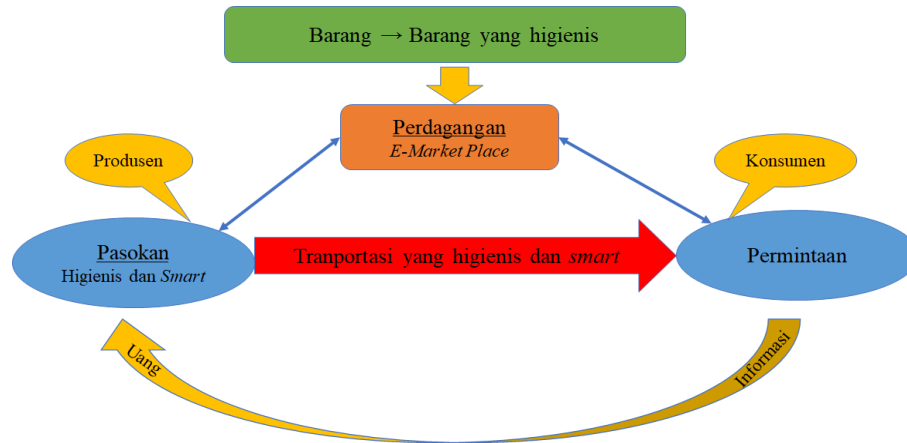 Barang → Barang yang higienis
Perdagangan
E-Market Place
Produsen
Konsumen
Pasokan
Higienis dan Smart
Tranportasi yang higienis dan smart
Permintaan
Uang
Informasi